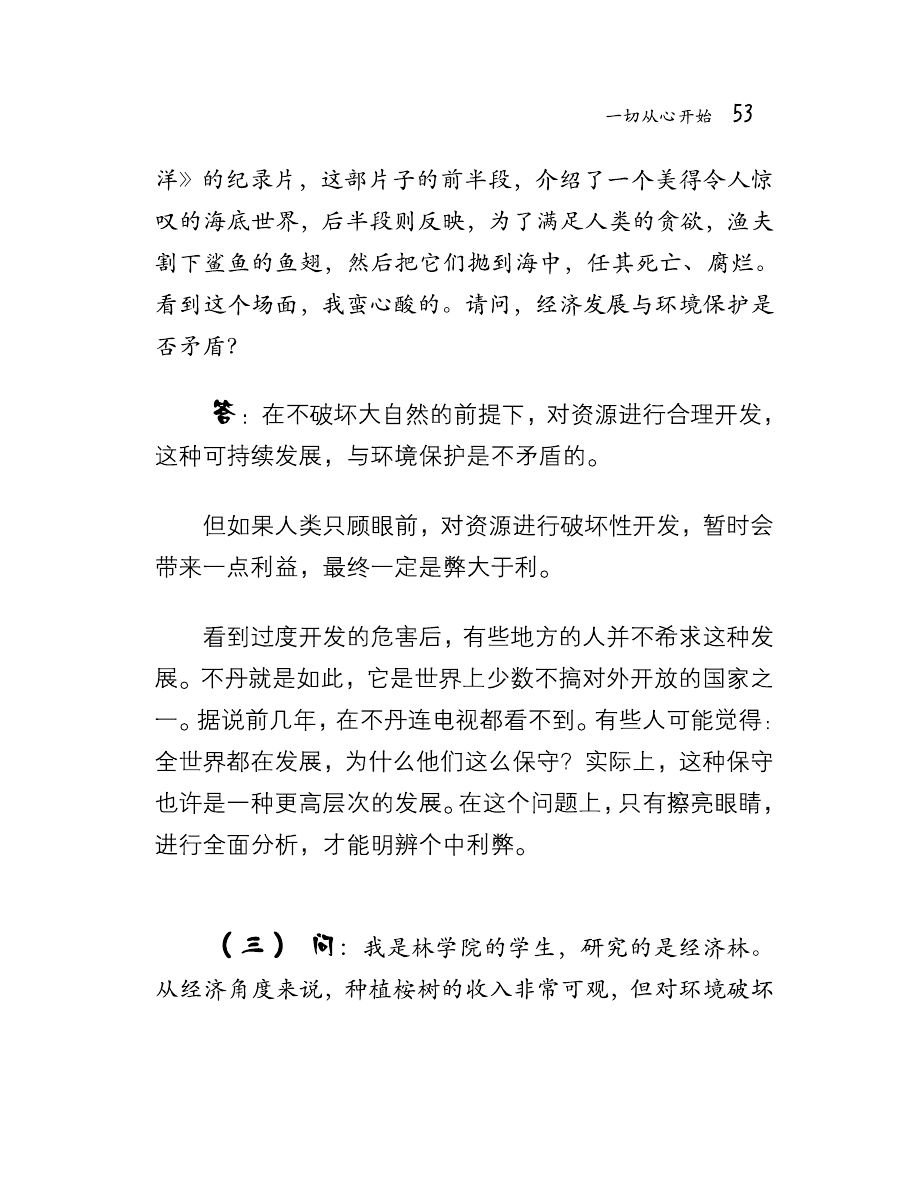 一切从心开始 53
洋》的纪录片，这部片子的前半段，介绍了一个美得令人惊
叹的海底世界，后半段则反映，为了满足人类的贪欲，渔夫
割下鲨鱼的鱼翅，然后把它们抛到海中，任其死亡、腐烂。
看到这个场面，我蛮心酸的。请问，经济发展与环境保护是
否矛盾？
答：在不破坏大自然的前提下，对资源进行合理开发，
这种可持续发展，与环境保护是不矛盾的。
但如果人类只顾眼前，对资源进行破坏性开发，暂时会
带来一点利益，最终一定是弊大于利。
看到过度开发的危害后，有些地方的人并不希求这种发
展。不丹就是如此，它是世界上少数不搞对外开放的国家之
一。据说前几年，在不丹连电视都看不到。有些人可能觉得：
全世界都在发展，为什么他们这么保守？实际上，这种保守
也许是一种更高层次的发展。在这个问题上，只有擦亮眼睛，
进行全面分析，才能明辨个中利弊。
（三） 问：我是林学院的学生，研究的是经济林。
从经济角度来说，种植桉树的收入非常可观，但对环境破坏